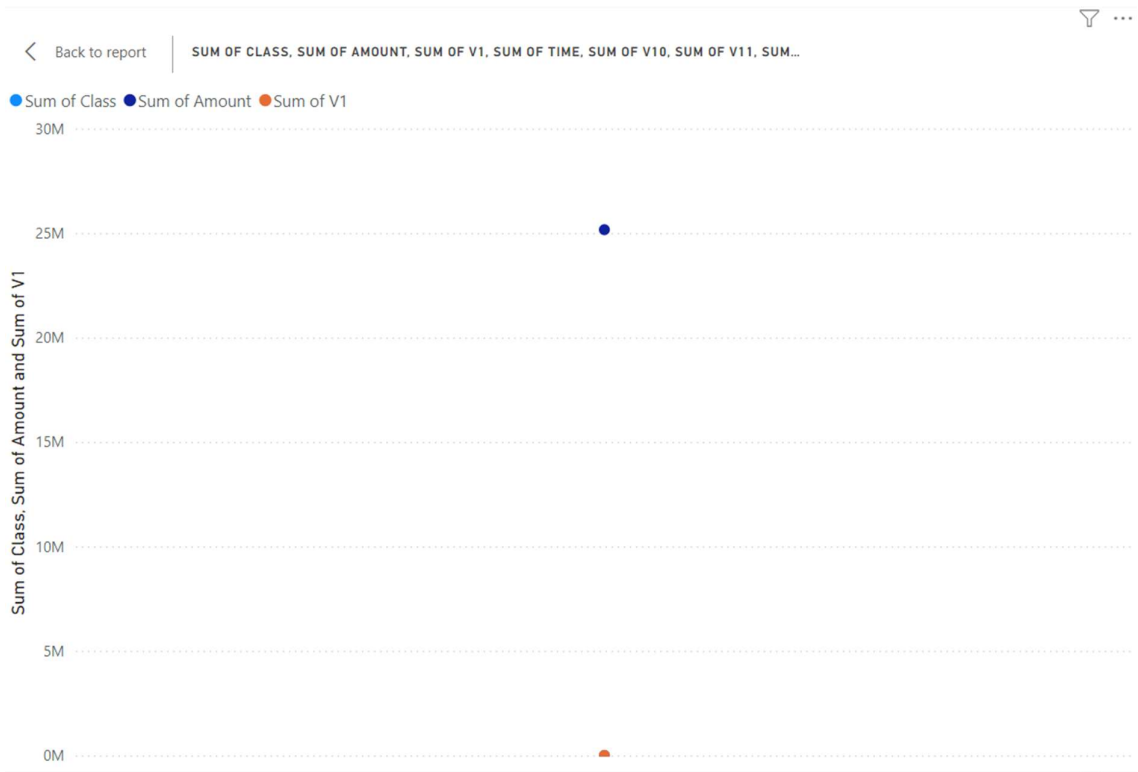 Back to report
SUM OF CLASS, SUM OF AMOUNT, SUM OF V1, SUM OF TIME, SUM OF V10, SUM OF V11, SUM...
Sum of Class Sum of Amount Sum of V1
30M
25M
20M
15M
10M
5M
0M
Sum of Class, Sum of Amount and Sum of V1